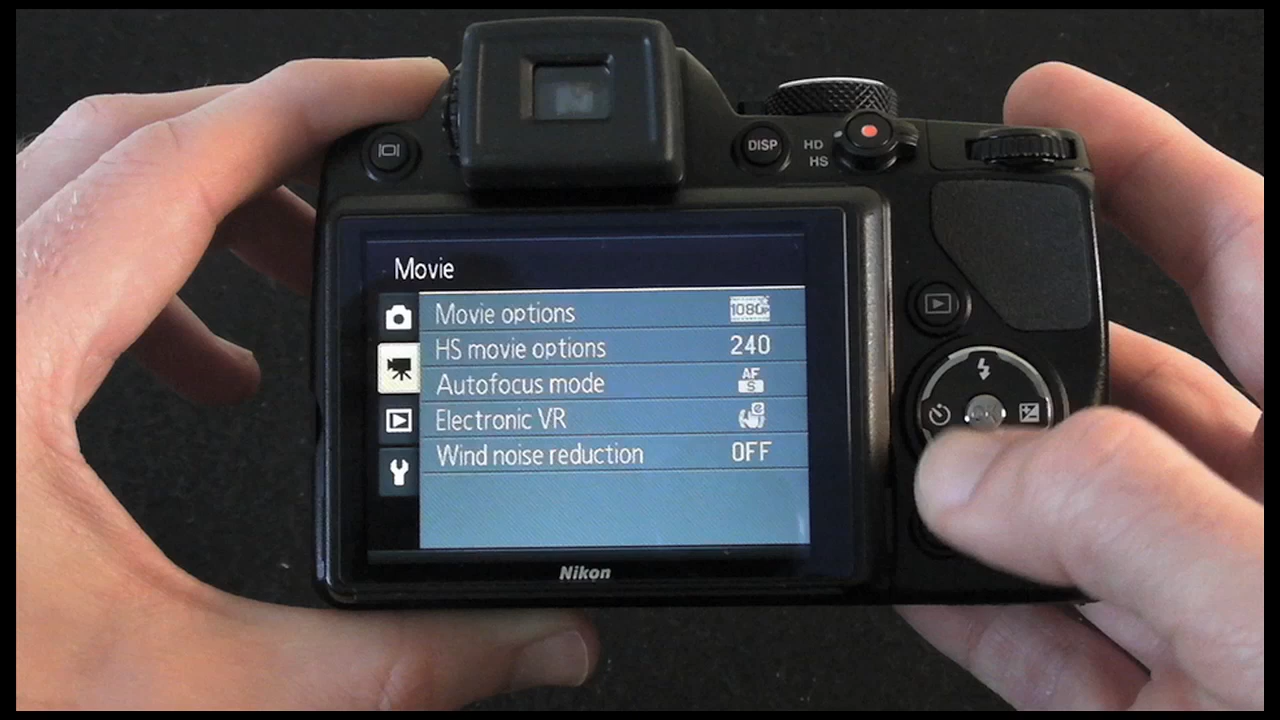 DISP
HD
HS
Movie
Movie options 1080P
HS movie options 240
Autofocus mode AF S
Electronic VR
Wind noise reduction OFF
OK
Nikon